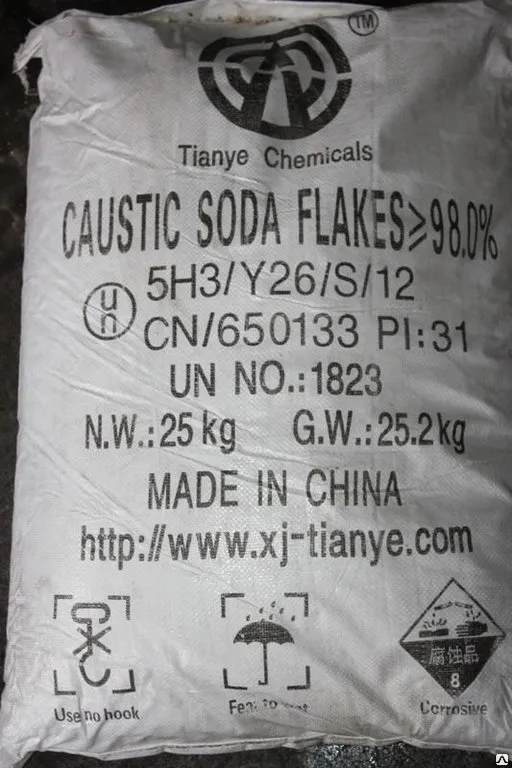 TM
Tianye Chemicals
CAUSTIC SODA FLAKES≥98.0%
un
5H3/Y26/S/12
CN/650133 PI:31
UN NO.:1823
N.W.:25 kg G.W.:25.2kg
MADE IN CHINA
http://www.xj-tianye.com
腐蚀品
8
Use no hook
to
Corrosive